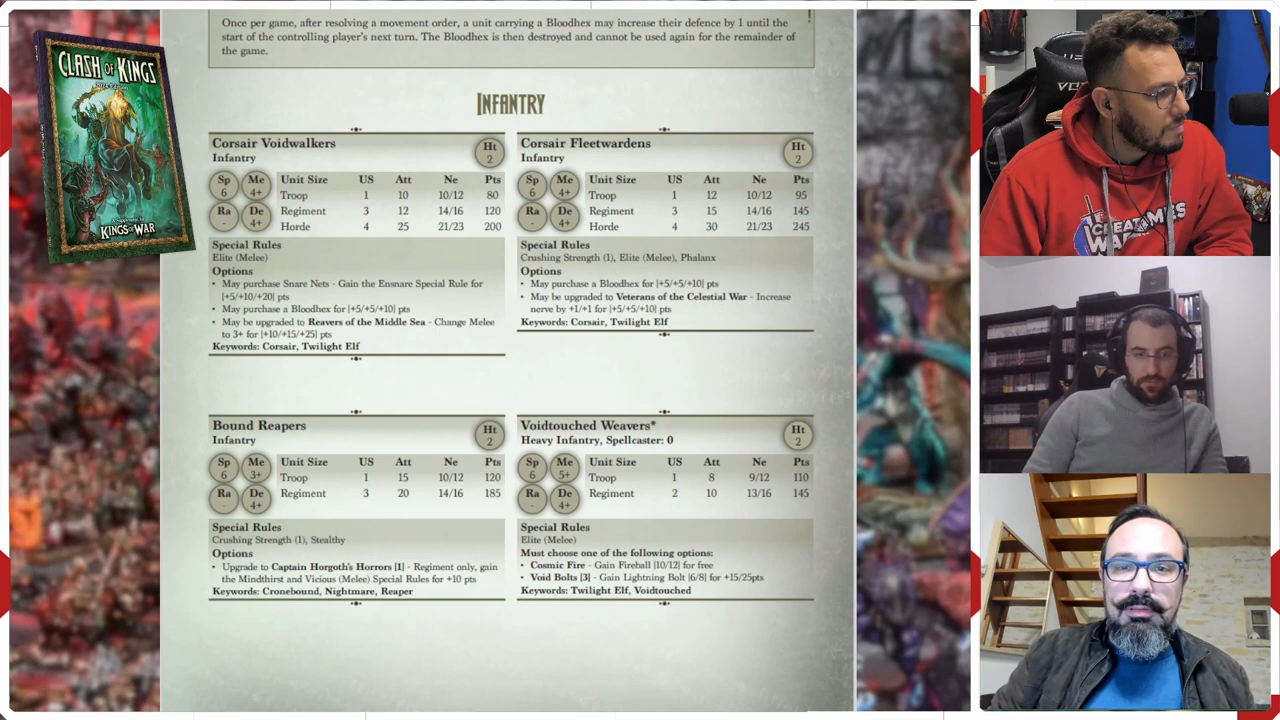 Once per game, after resolving a movement order, a unit carrying a Bloodhex may increase their defence by 1 until the
start of the controlling player's next turn. The Bloodhex is then destroyed and cannot be used again for the remainder of
the game.
CLASH OF KINGS
KINGS OF WAR
INFANTRY
Corsair Voidwalkers
Infantry
Ht
2
Sp
6
Me
4+
Ra
-
De
4+
Unit Size US Att Ne Pts
Troop 1 10 10/12 80
Regiment 3 12 14/16 120
Horde 4 25 21/23 200
Special Rules
Elite (Melee)
Options
• May purchase Snare Nets - Gain the Ensnare Special Rule for
[+5/+10/+20] pts
• May purchase a Bloodhex for [+5/+5/+10] pts
• May be upgraded to Reavers of the Middle Sea - Change Melee
to 3+ for [+10/+15/+25] pts
Keywords: Corsair, Twilight Elf
Corsair Fleetwardens
Infantry
Ht
2
Sp
6
Me
4+
Ra
-
De
4+
Unit Size US Att Ne Pts
Troop 1 12 10/12 95
Regiment 3 15 14/16 145
Horde 4 30 21/23 245
Special Rules
Crushing Strength (1), Elite (Melee), Phalanx
Options
• May purchase a Bloodhex for [+5/+5/+10] pts
• May be upgraded to Veterans of the Celestial War - Increase
nerve by +1/+1 for [+5/+5/+10] pts
Keywords: Corsair, Twilight Elf
Bound Reapers
Infantry
Ht
2
Sp
6
Me
3+
Ra
-
De
4+
Unit Size US Att Ne Pts
Troop 1 15 10/12 120
Regiment 3 20 14/16 185
Special Rules
Crushing Strength (1), Stealthy
Options
• Upgrade to Captain Horgoth's Horrors [1] - Regiment only, gain
the Mindthirst and Vicious (Melee) Special Rules for +10 pts
Keywords: Cronebound, Nightmare, Reaper
Voidtouched Weavers*
Heavy Infantry, Spellcaster: 0
Ht
2
Sp
6
Me
5+
Ra
-
De
4+
Unit Size US Att Ne Pts
Troop 1 8 9/12 110
Regiment 2 10 13/16 145
Special Rules
Elite (Melee)
Must choose one of the following options:
• Cosmic Fire - Gain Fireball [10/12] for free
• Void Bolts [3] - Gain Lightning Bolt [6/8] for +15/25pts
Keywords: Twilight Elf, Voidtouched